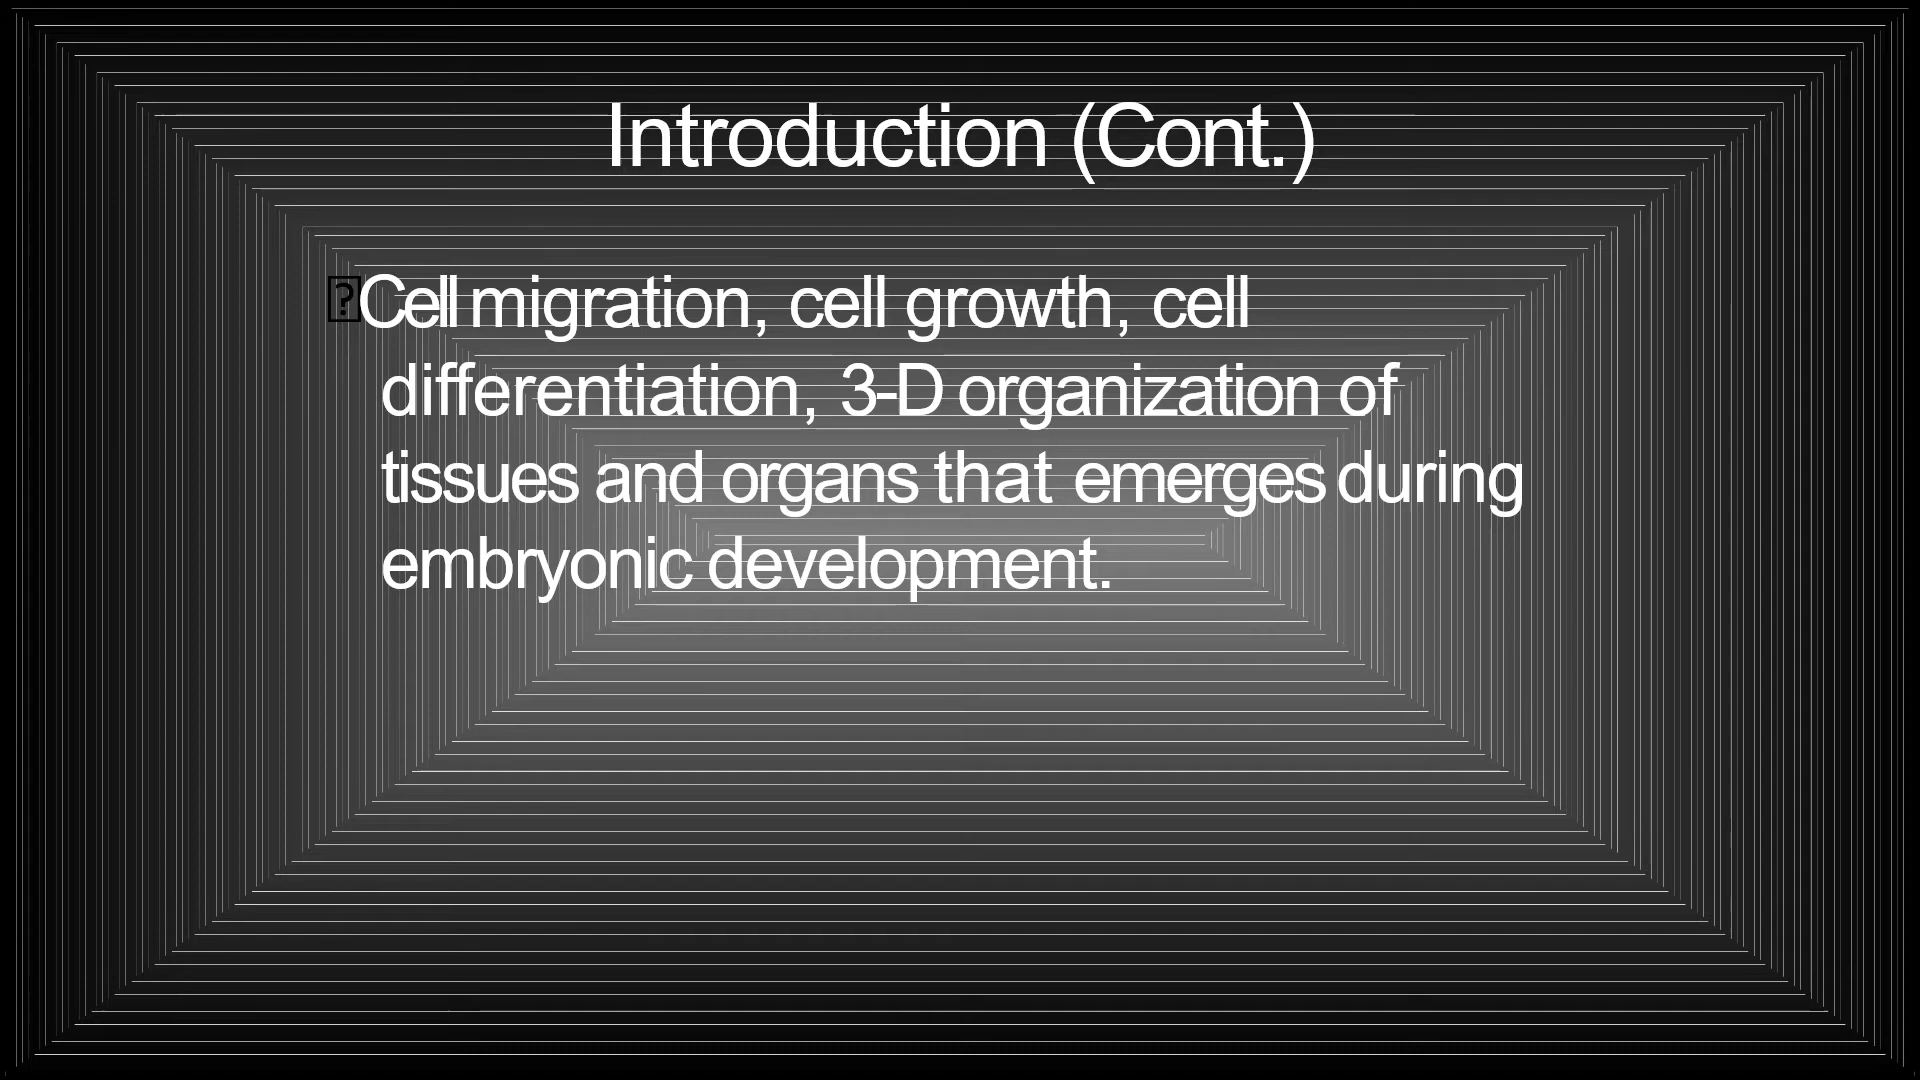 Introduction (Cont.)
Cell migration, cell growth, cell
differentiation, 3-D organization of
tissues and organs that emerges during
embryonic development.